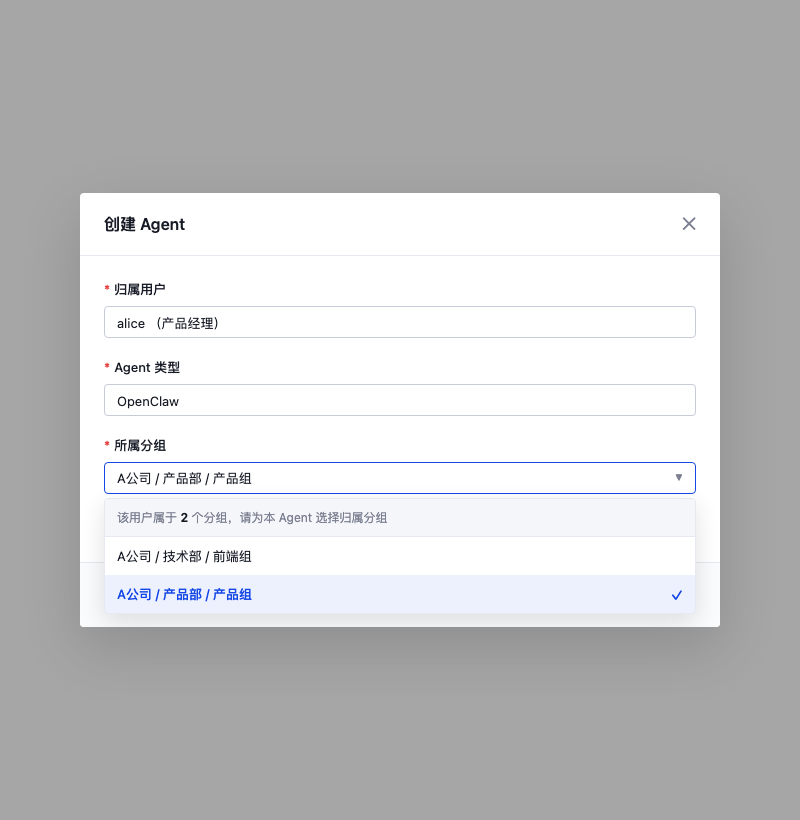 创建 Agent
* 归属用户
alice （产品经理）
* Agent 类型
OpenClaw
* 所属分组
A公司 / 产品部 / 产品组
该用户属于 2 个分组，请为本 Agent 选择归属分组
A公司 / 技术部 / 前端组
A公司 / 产品部 / 产品组